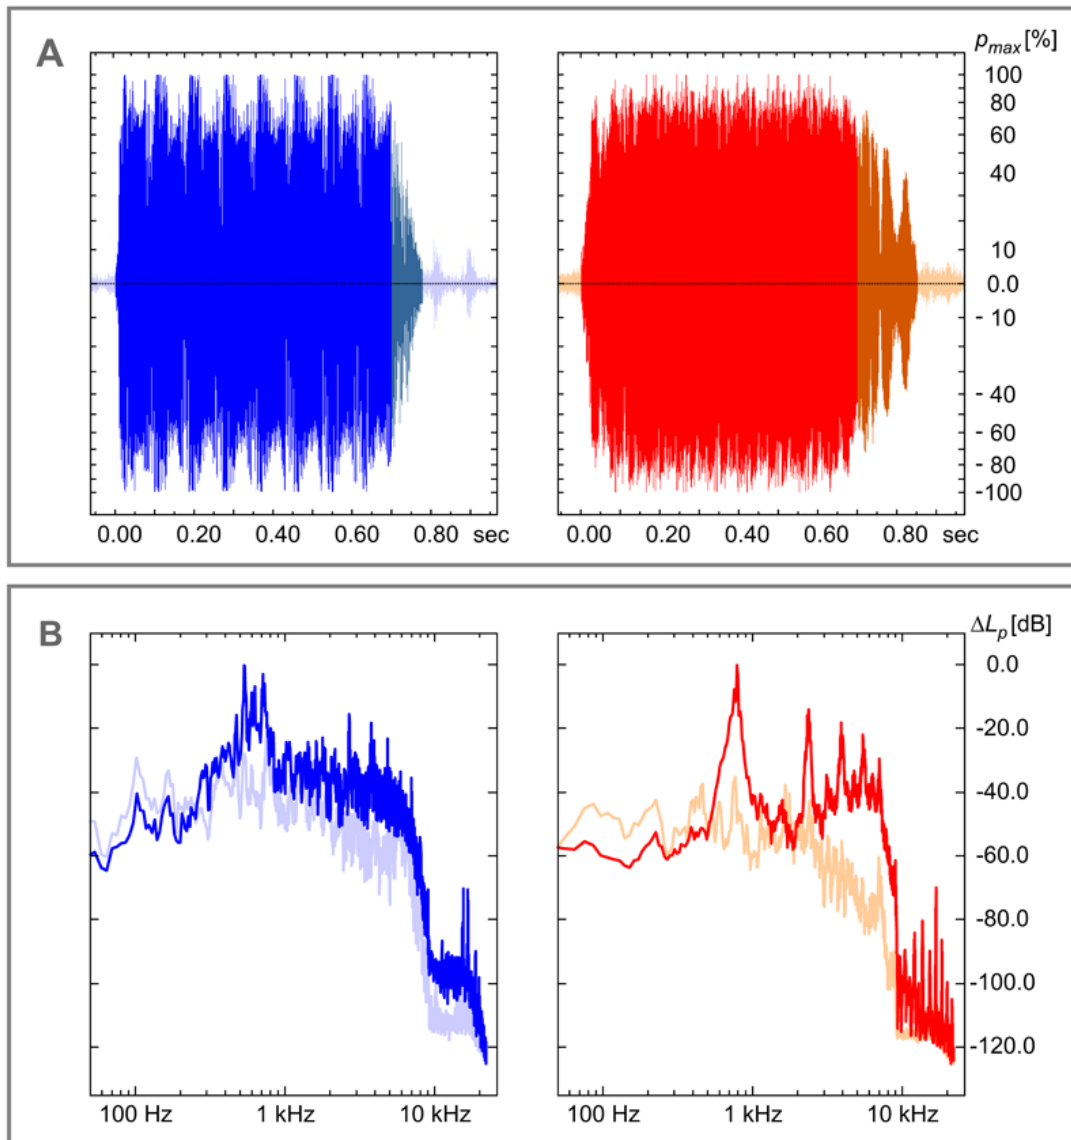 A
p_max [%]
100
80
60
40
10
0.0
- 10
- 40
- 60
- 80
-100
0.00 0.20 0.40 0.60 0.80 sec
0.00 0.20 0.40 0.60 0.80 sec
B
ΔL_p [dB]
0.0
-20.0
-40.0
-60.0
-80.0
-100.0
-120.0
100 Hz 1 kHz 10 kHz
100 Hz 1 kHz 10 kHz